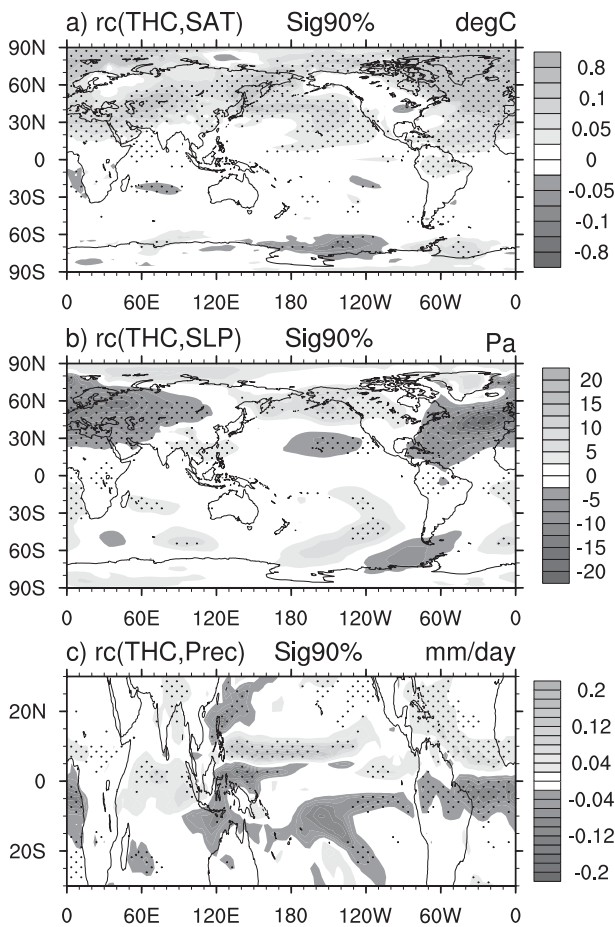 a) rc(THC,SAT) Sig90% degC
90N
60N
30N
0
30S
60S
90S
0 60E 120E 180 120W 60W 0
0.8
0.1
0.05
0
-0.05
-0.1
-0.8
b) rc(THC,SLP) Sig90% Pa
90N
60N
30N
0
30S
60S
90S
0 60E 120E 180 120W 60W 0
20
15
10
5
0
-5
-10
-15
-20
c) rc(THC,Prec) Sig90% mm/day
20N
0
20S
0 60E 120E 180 120W 60W 0
0.2
0.12
0.04
-0.04
-0.12
-0.2